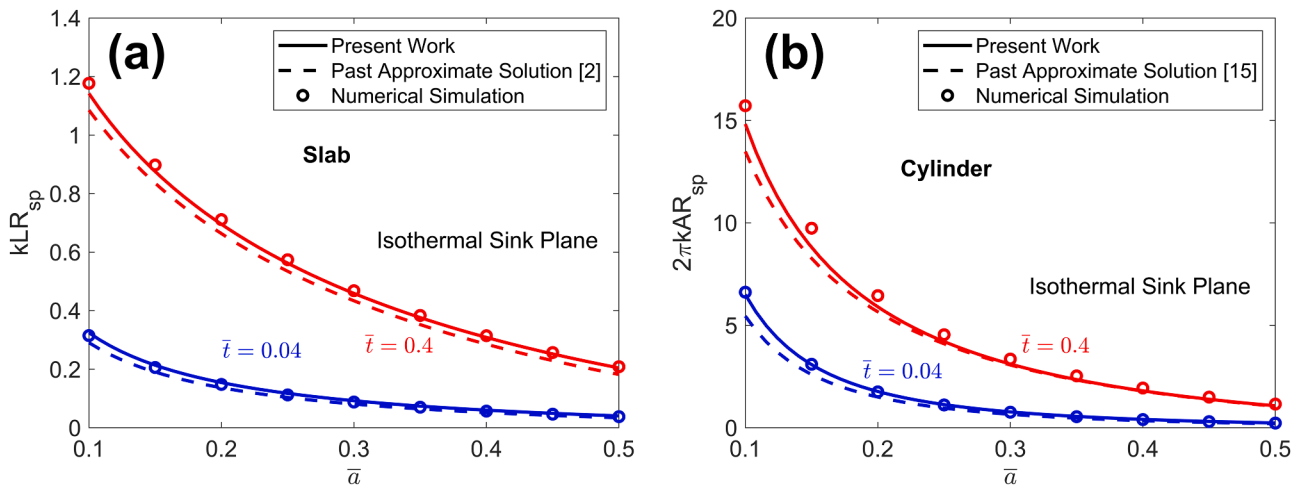 (a)
Present Work
Past Approximate Solution [2]
Numerical Simulation
Slab
Isothermal Sink Plane
t̄ = 0.04
t̄ = 0.4
kLR_sp
1.4
1.2
1
0.8
0.6
0.4
0.2
0
0.1
0.2
0.3
0.4
0.5
a̅
(b)
Present Work
Past Approximate Solution [15]
Numerical Simulation
Cylinder
Isothermal Sink Plane
t̄ = 0.4
t̄ = 0.04
2πkAR_sp
20
15
10
5
0
0.1
0.2
0.3
0.4
0.5
a̅